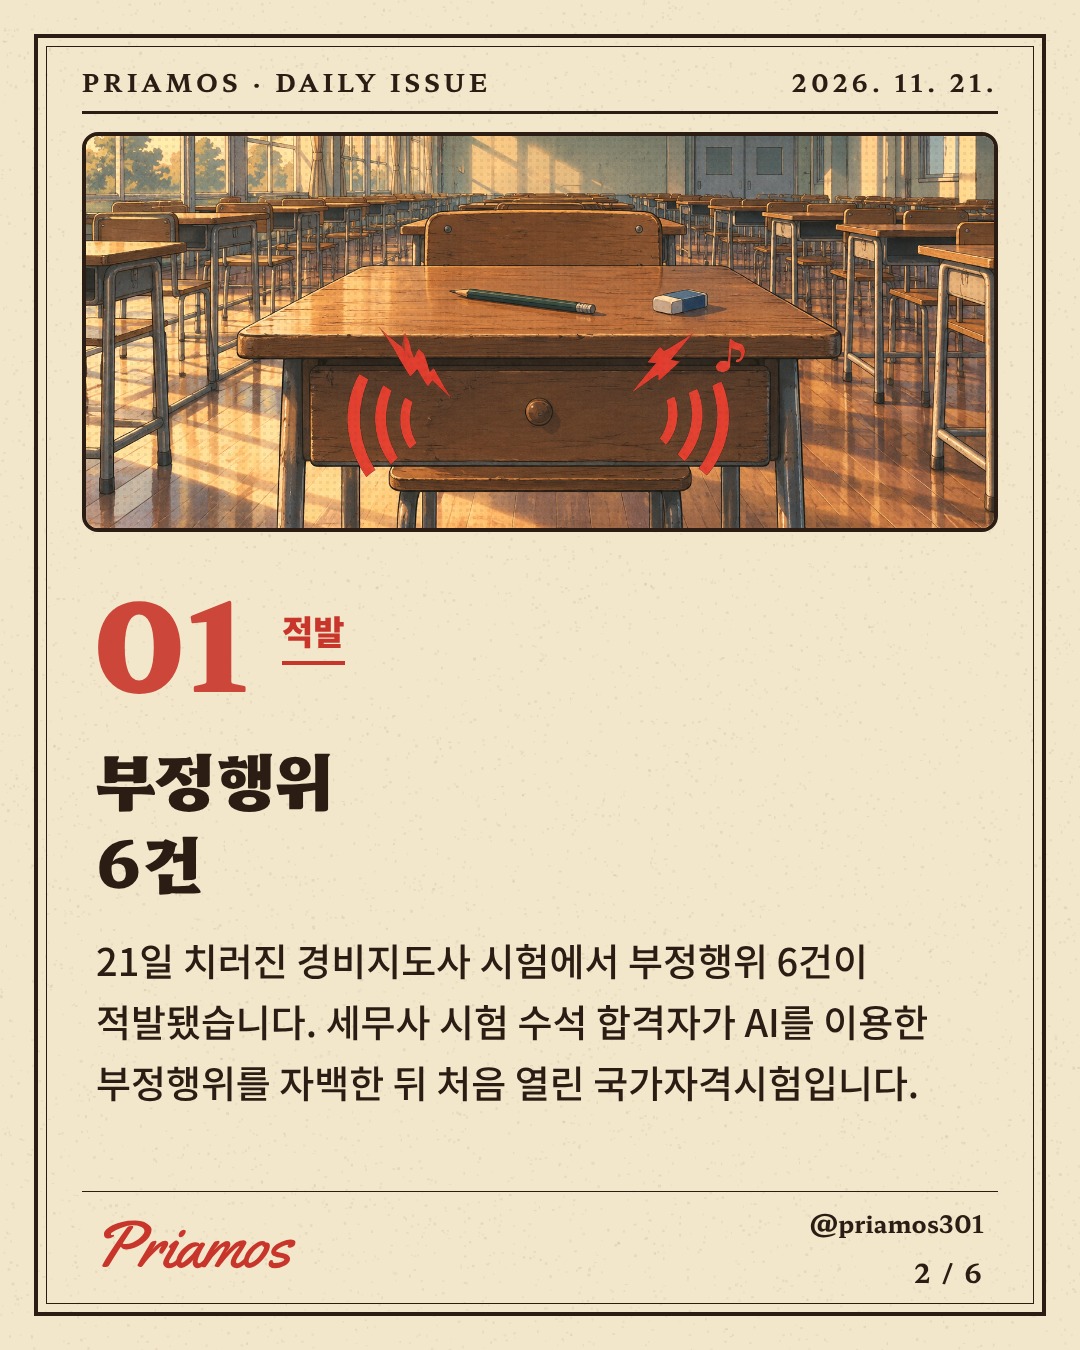 PRIAMOS · DAILY ISSUE
2026. 11. 21.
01
적발
부정행위
6건
21일 치러진 경비지도사 시험에서 부정행위 6건이
적발됐습니다. 세무사 시험 수석 합격자가 AI를 이용한
부정행위를 자백한 뒤 처음 열린 국가자격시험입니다.
Priamos
@priamos301
2 / 6